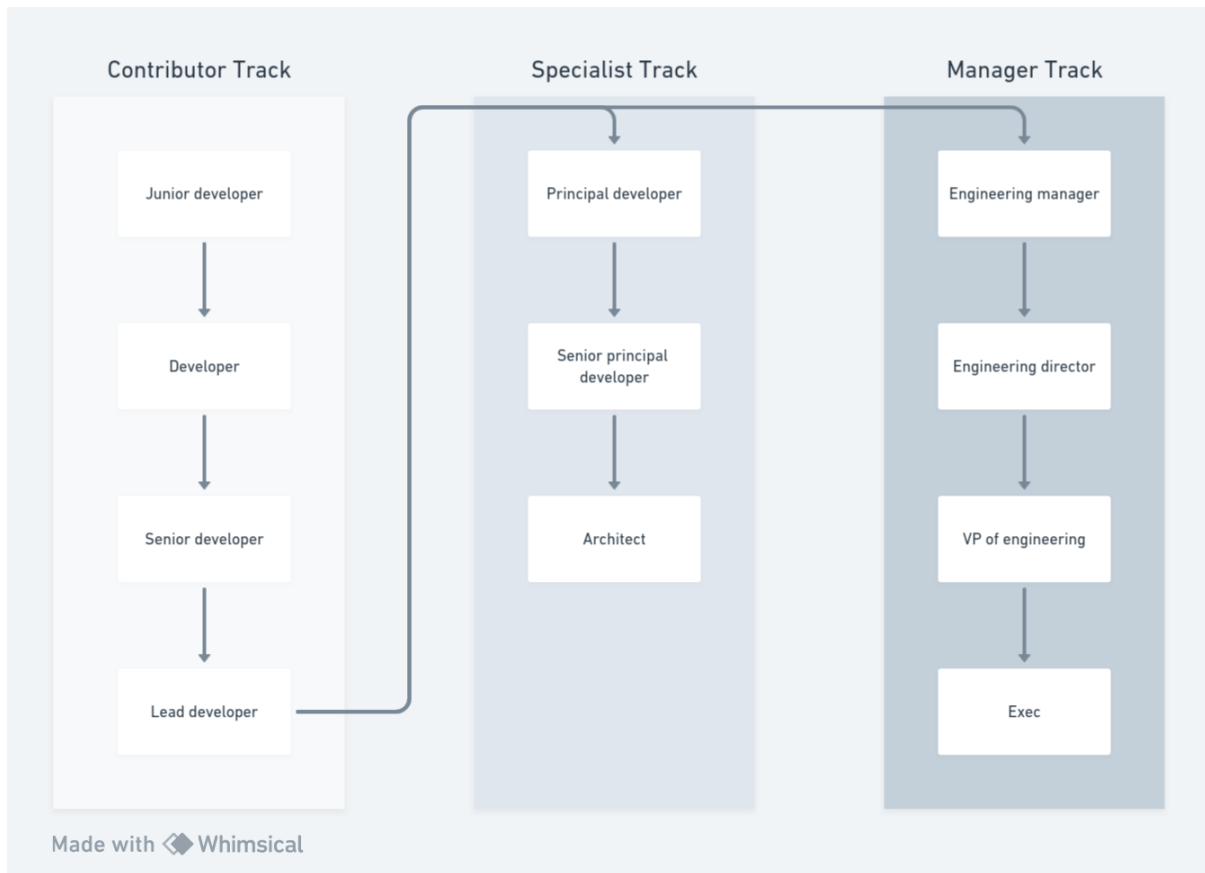 Contributor Track
Junior developer
Developer
Senior developer
Lead developer
Specialist Track
Principal developer
Senior principal
developer
Architect
Manager Track
Engineering manager
Engineering director
VP of engineering
Exec
Made with Whimsical